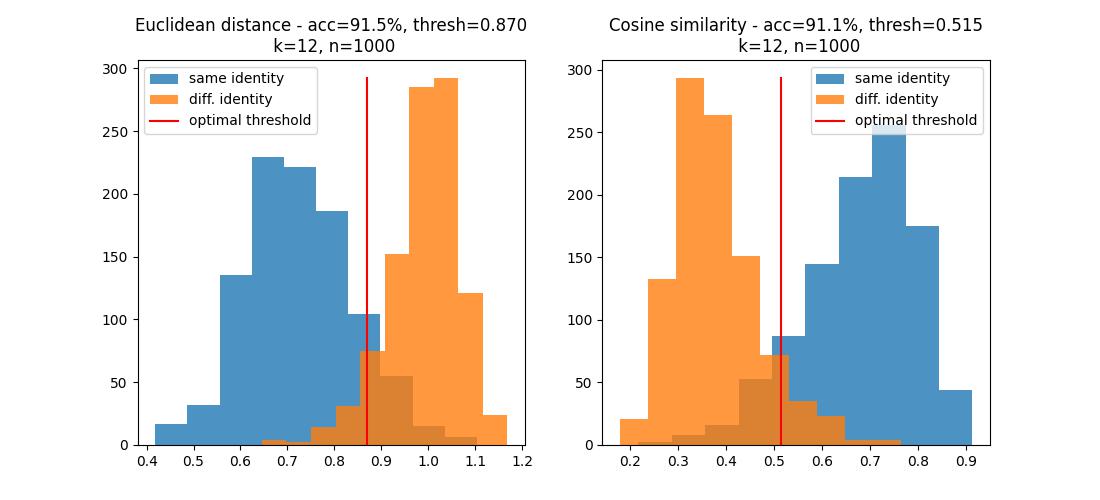 Euclidean distance - acc=91.5%, thresh=0.870
k=12, n=1000
same identity
diff. identity
optimal threshold
300
250
200
150
100
50
0
0.4 0.5 0.6 0.7 0.8 0.9 1.0 1.1 1.2
Cosine similarity - acc=91.1%, thresh=0.515
k=12, n=1000
same identity
diff. identity
optimal threshold
300
250
200
150
100
50
0
0.2 0.3 0.4 0.5 0.6 0.7 0.8 0.9